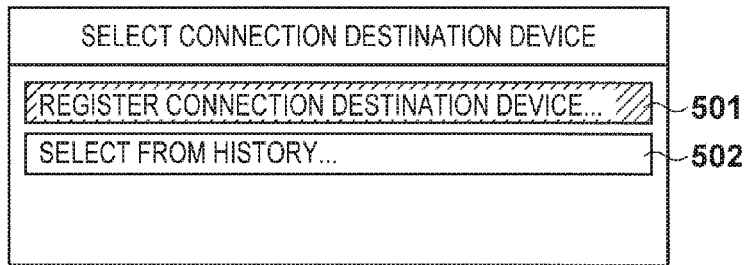 SELECT CONNECTION DESTINATION DEVICE
REGISTER CONNECTION DESTINATION DEVICE... 501
SELECT FROM HISTORY... 502